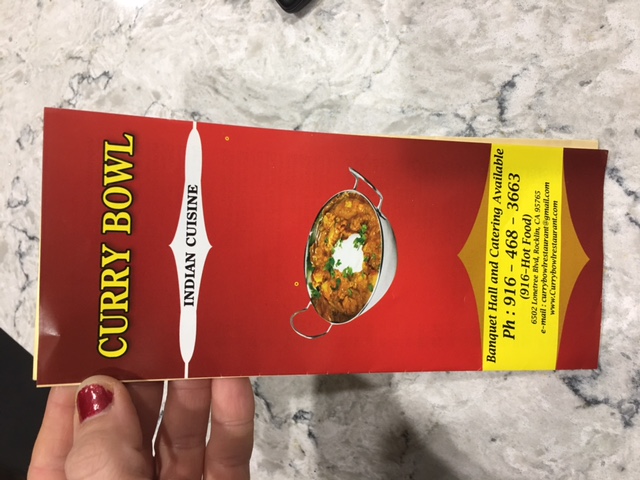 CURRY BOWL
INDIAN CUISINE
Banquet Hall and Catering Available
Ph : 916 - 468 - 3663
(916-Hot Food)
6502 Lonetree Blvd, Rocklin, CA 95765
e-mail : currybowlrestaurant@gmail.com
www.Currybowlrestaurant.com